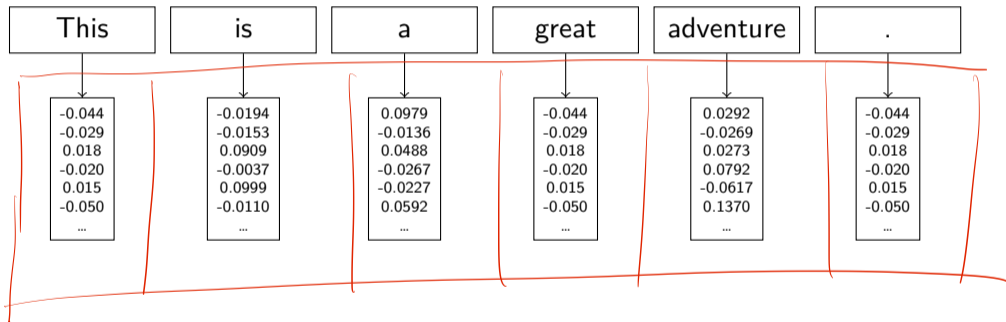 This is a great adventure .
-0.044 -0.0194 0.0979 -0.044 0.0292 -0.044
-0.029 -0.0153 -0.0136 -0.029 -0.0269 -0.029
0.018 0.0909 0.0488 0.018 0.0273 0.018
-0.020 -0.0037 -0.0267 -0.020 0.0792 -0.020
0.015 0.0999 -0.0227 0.015 -0.0617 0.015
-0.050 -0.0110 0.0592 -0.050 0.1370 -0.050
... ... ... ... ... ...